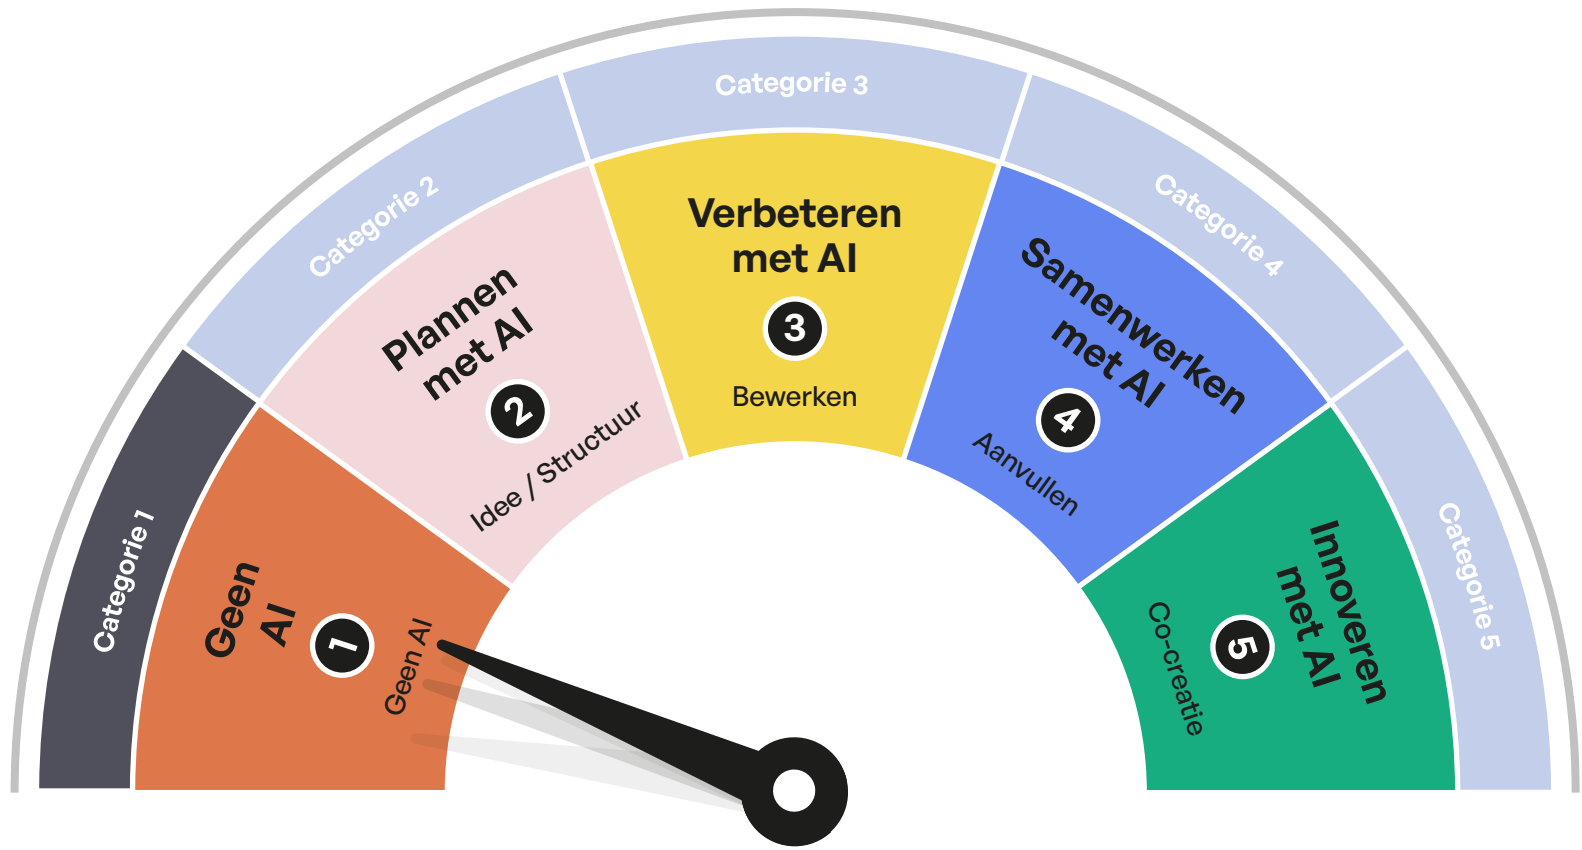 Categorie 1
Geen
AI
1
Geen AI
Categorie 2
Plannen
met AI
2
Idee / Structuur
Categorie 3
Verbeteren
met AI
3
Bewerken
Categorie 4
Samenwerken
met AI
4
Aanvullen
Categorie 5
Innoveren
met AI
5
Co-creatie